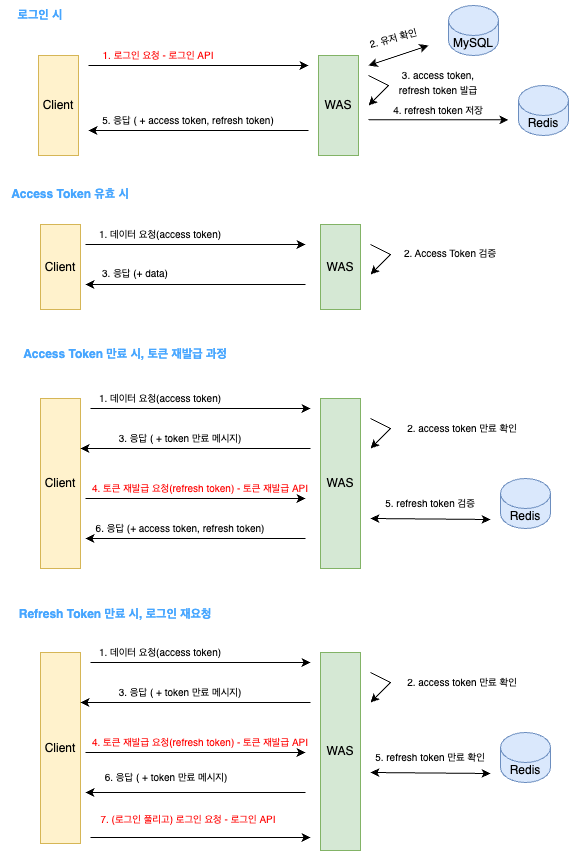 로그인 시
Client
WAS
MySQL
Redis
1. 로그인 요청 - 로그인 API
2. 유저 확인
3. access token,
refresh token 발급
4. refresh token 저장
5. 응답 ( + access token, refresh token)
Access Token 유효 시
Client
WAS
1. 데이터 요청(access token)
2. Access Token 검증
3. 응답 (+ data)
Access Token 만료 시, 토큰 재발급 과정
Client
WAS
Redis
1. 데이터 요청(access token)
2. access token 만료 확인
3. 응답 ( + token 만료 메시지)
4. 토큰 재발급 요청(refresh token) - 토큰 재발급 API
5. refresh token 검증
6. 응답 (+ access token, refresh token)
Refresh Token 만료 시, 로그인 재요청
Client
WAS
Redis
1. 데이터 요청(access token)
2. access token 만료 확인
3. 응답 ( + token 만료 메시지)
4. 토큰 재발급 요청(refresh token) - 토큰 재발급 API
5. refresh token 만료 확인
6. 응답 ( + token 만료 메시지)
7. (로그인 풀리고) 로그인 요청 - 로그인 API